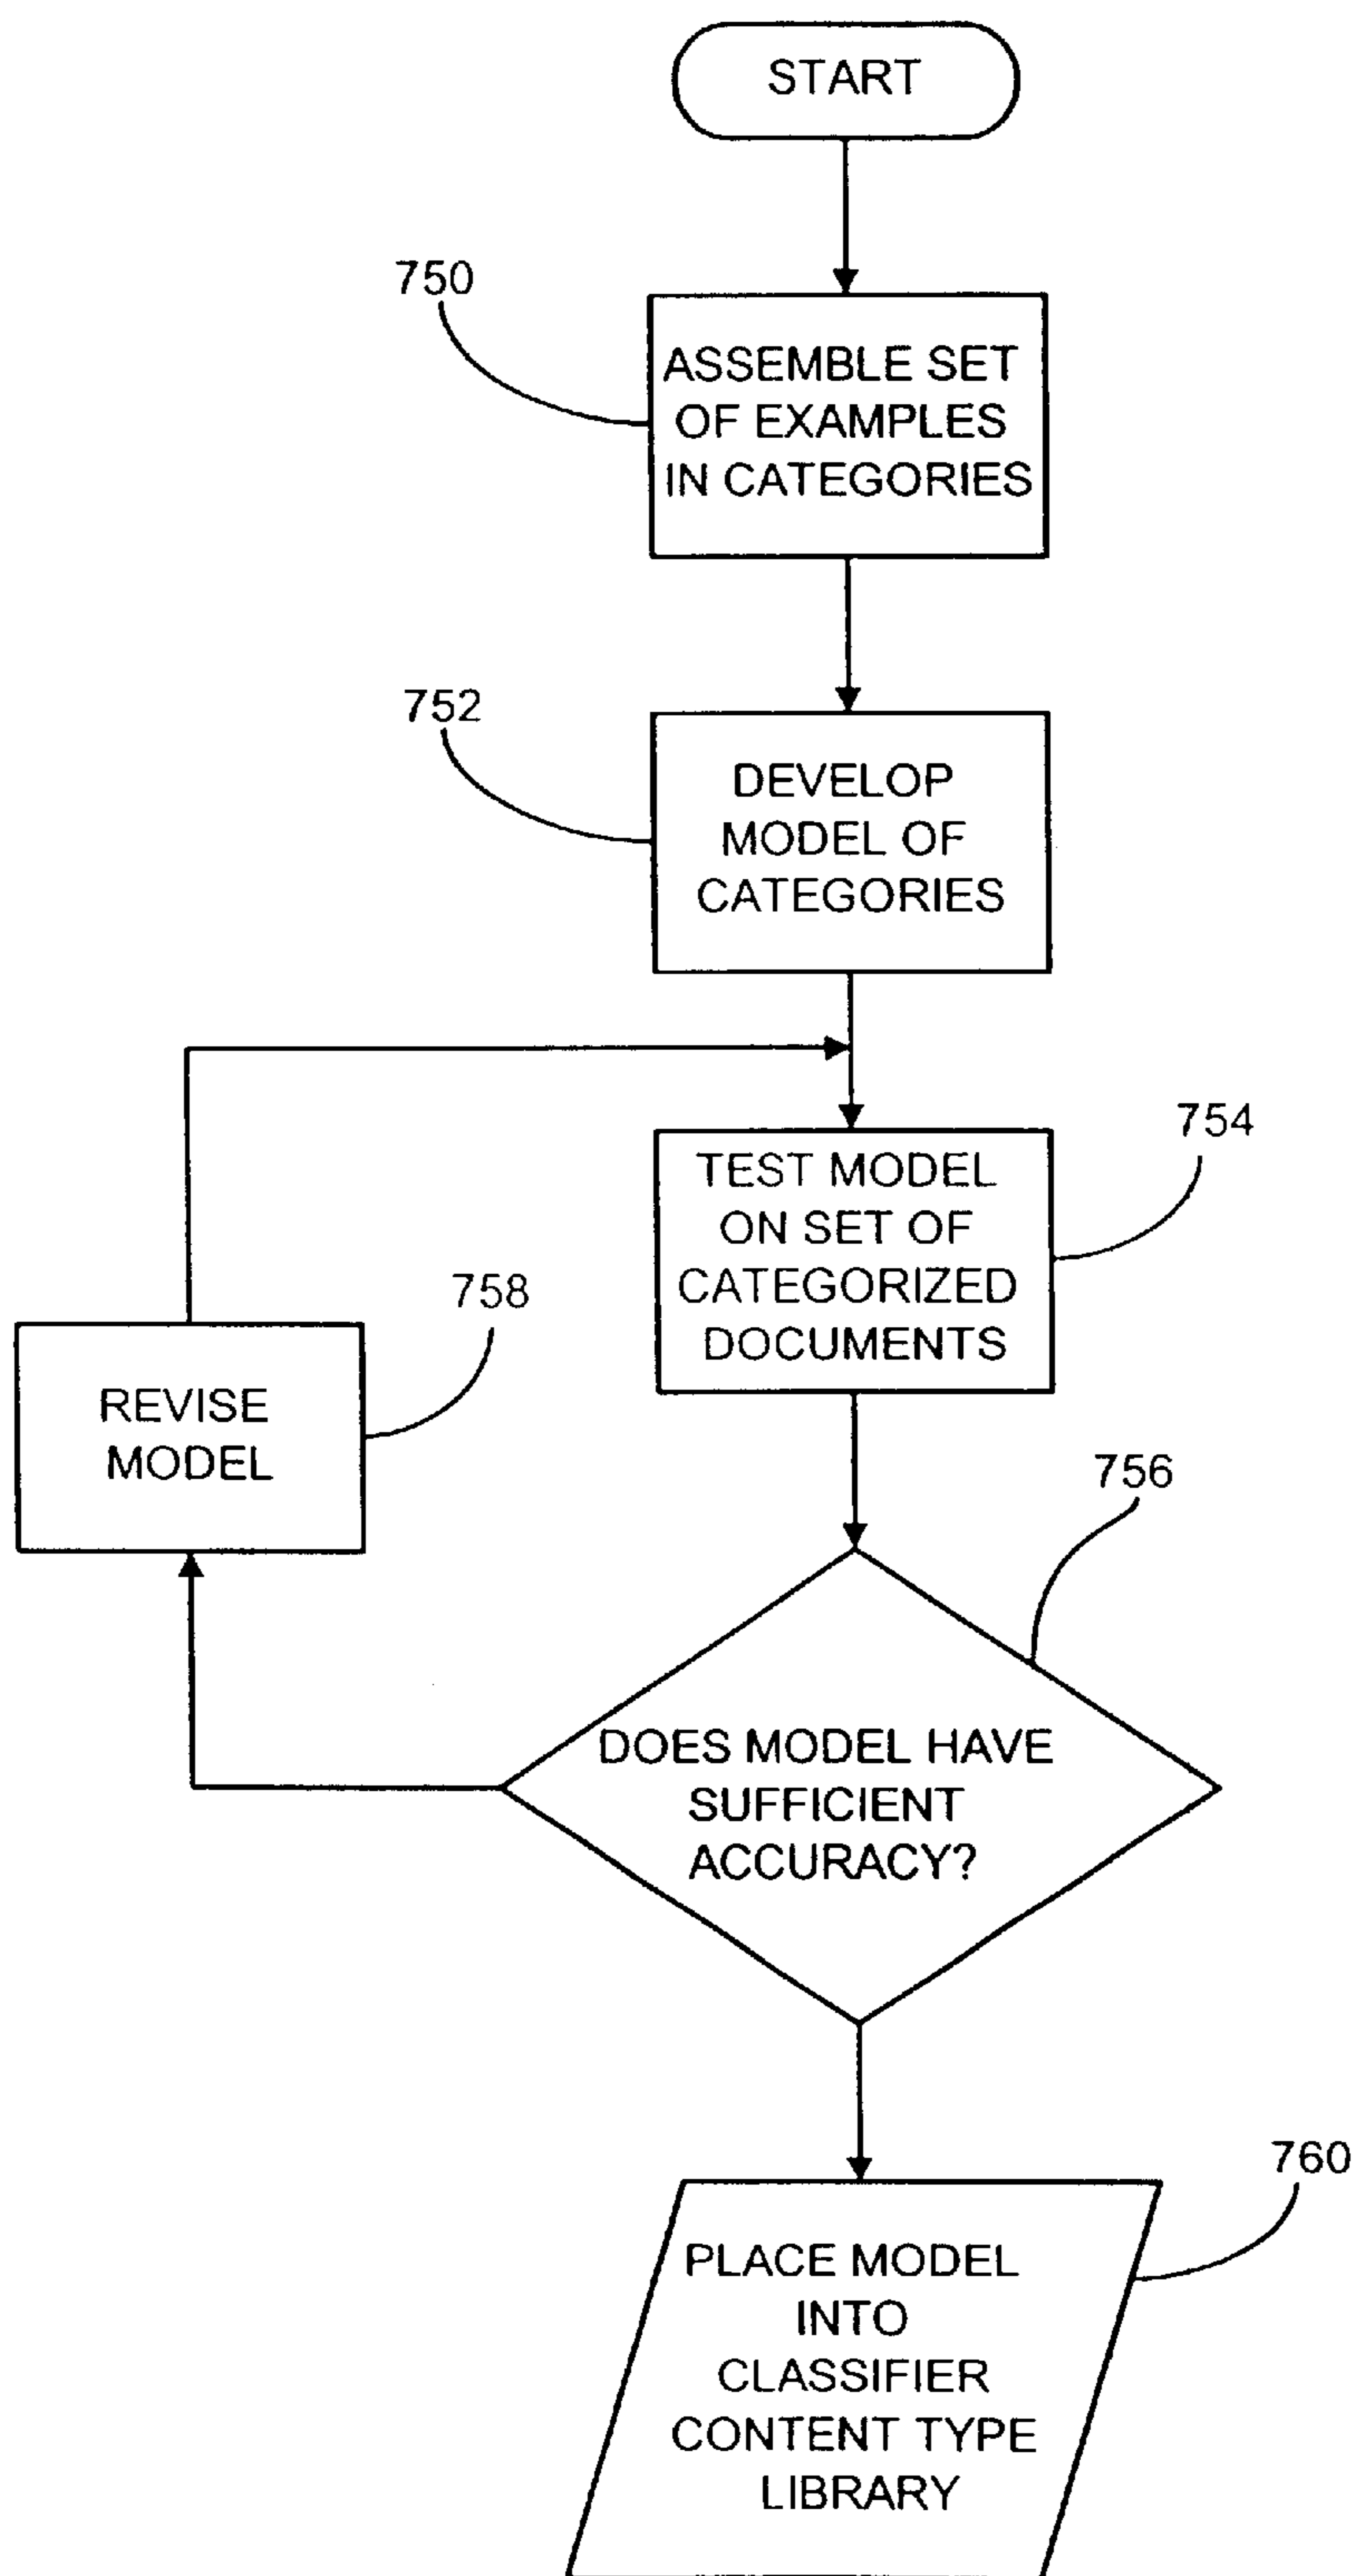 START
750
ASSEMBLE SET
OF EXAMPLES
IN CATEGORIES
752
DEVELOP
MODEL OF
CATEGORIES
754
TEST MODEL
ON SET OF
CATEGORIZED
DOCUMENTS
758
REVISE
MODEL
756
DOES MODEL HAVE
SUFFICIENT
ACCURACY?
760
PLACE MODEL
INTO
CLASSIFIER
CONTENT TYPE
LIBRARY